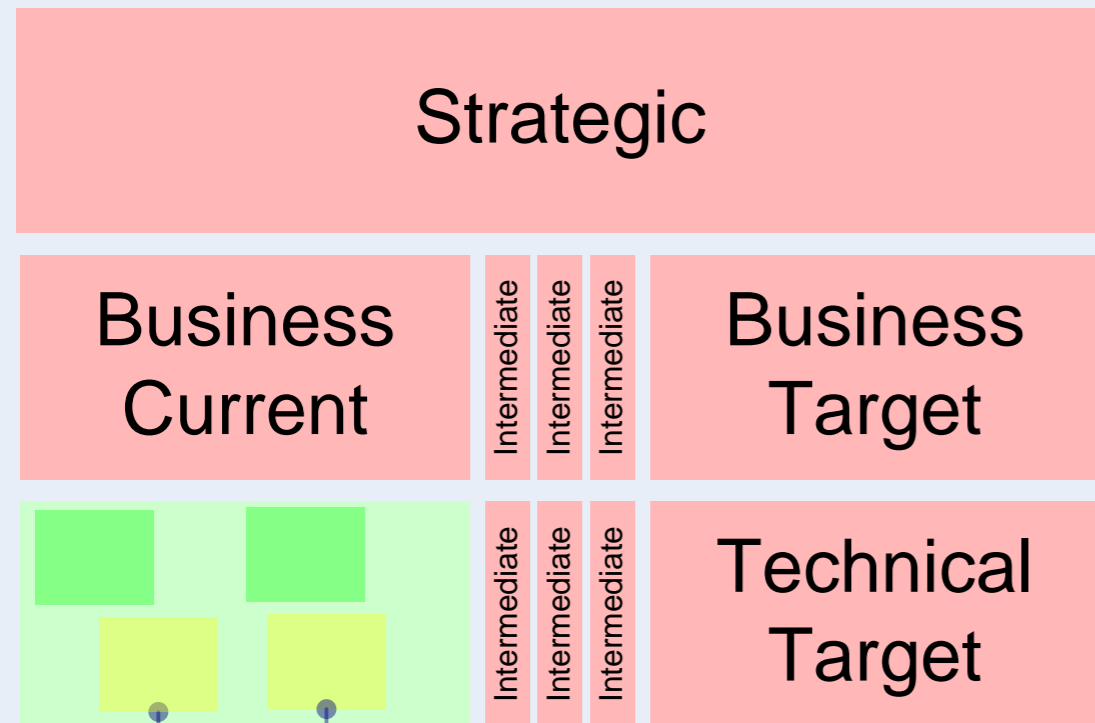 Strategic
Business
Current
Intermediate
Intermediate
Intermediate
Business
Target
Intermediate
Intermediate
Intermediate
Technical
Target